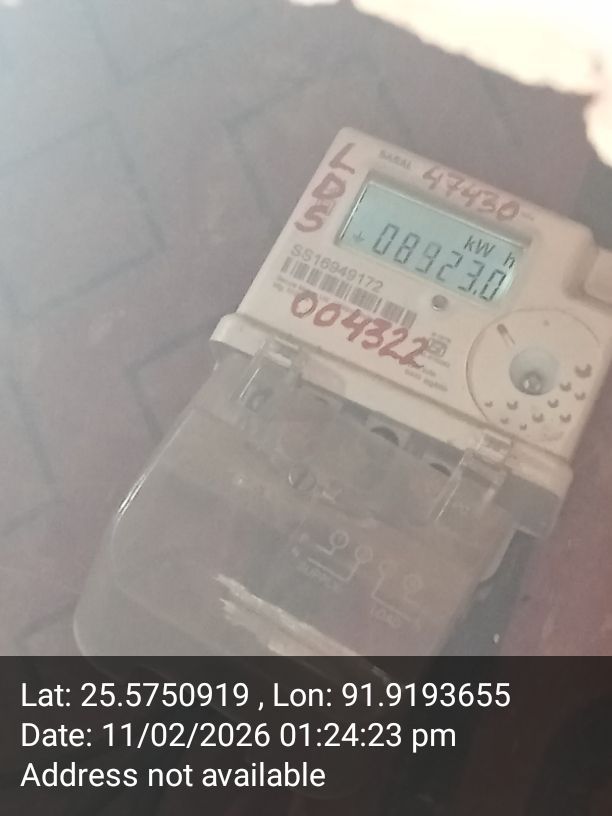 SARAL
47430
LDS
kW h
08923.0
SS16949172
004322
SUPPLY
LOAD
Lat: 25.5750919 , Lon: 91.9193655
Date: 11/02/2026 01:24:23 pm
Address not available